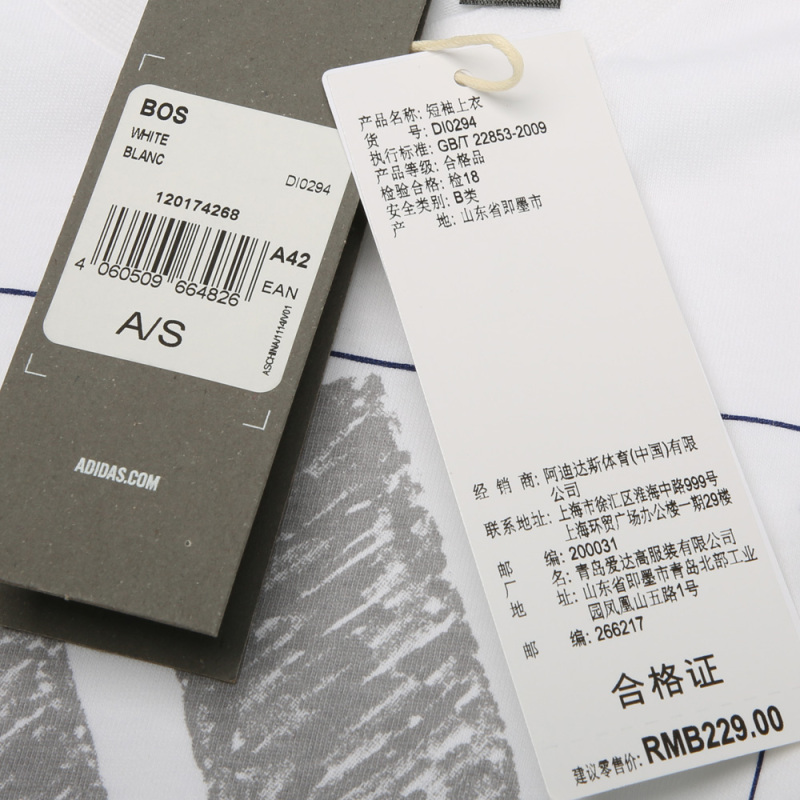 BOS
WHITE
BLANC
DI0294
120174268
A42
4 060509 664826
EAN
A/S
ASCHINA/1114/V01
ADIDAS.COM
产品名称: 短袖上衣
货 号: DI0294
执行标准: GB/T 22853-2009
产品等级: 合格品
检验合格: 检18
安全类别: B类
产 地: 山东省即墨市
经 销 商: 阿迪达斯体育(中国)有限
公司
联系地址: 上海市徐汇区淮海中路999号
上海环贸广场办公楼一期29楼
邮 编: 200031
厂 名: 青岛爱达高服装有限公司
地 址: 山东省即墨市青岛北部工业
园凤凰山五路1号
邮 编: 266217
合格证
建议零售价: RMB229.00